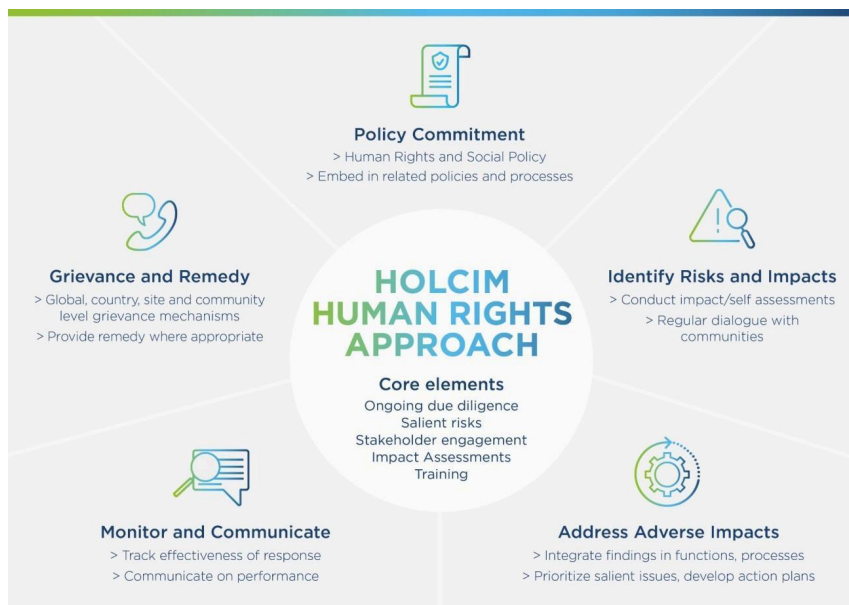 Policy Commitment
> Human Rights and Social Policy
> Embed in related policies and processes
Identify Risks and Impacts
> Conduct impact/self assessments
> Regular dialogue with
communities
Address Adverse Impacts
> Integrate findings in functions, processes
> Prioritize salient issues, develop action plans
Monitor and Communicate
> Track effectiveness of response
> Communicate on performance
Grievance and Remedy
> Global, country, site and community
level grievance mechanisms
> Provide remedy where appropriate
HOLCIM
HUMAN RIGHTS
APPROACH
Core elements
Ongoing due diligence
Salient risks
Stakeholder engagement
Impact Assessments
Training